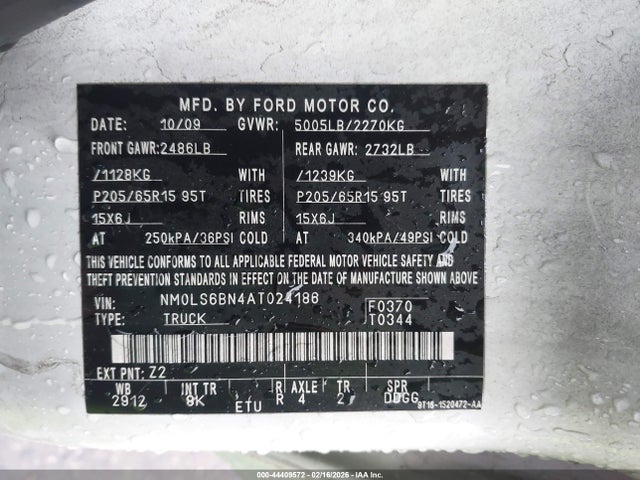 MFD. BY FORD MOTOR CO.
DATE: 10/09 GVWR: 5005LB/2270KG
FRONT GAWR: 2486LB REAR GAWR: 2732LB
/1128KG WITH /1239KG WITH
P205/65R15 95T TIRES P205/65R15 95T TIRES
15X6J RIMS 15X6J RIMS
AT 250kPA/36PSI COLD AT 340kPA/49PSI COLD
THIS VEHICLE CONFORMS TO ALL APPLICABLE FEDERAL MOTOR VEHICLE SAFETY AND
THEFT PREVENTION STANDARDS IN EFFECT ON THE DATE OF MANUFACTURE SHOWN ABOVE.
VIN: NM0LS6BN4AT024186 F0370
TYPE: TRUCK T0344
EXT PNT: Z2
WB INT TR R AXLE TR SPR
2912 8K ETU R 4 2 DDGG
9T16-1520472-AA
000-44409572 - 02/16/2026 - IAA Inc.